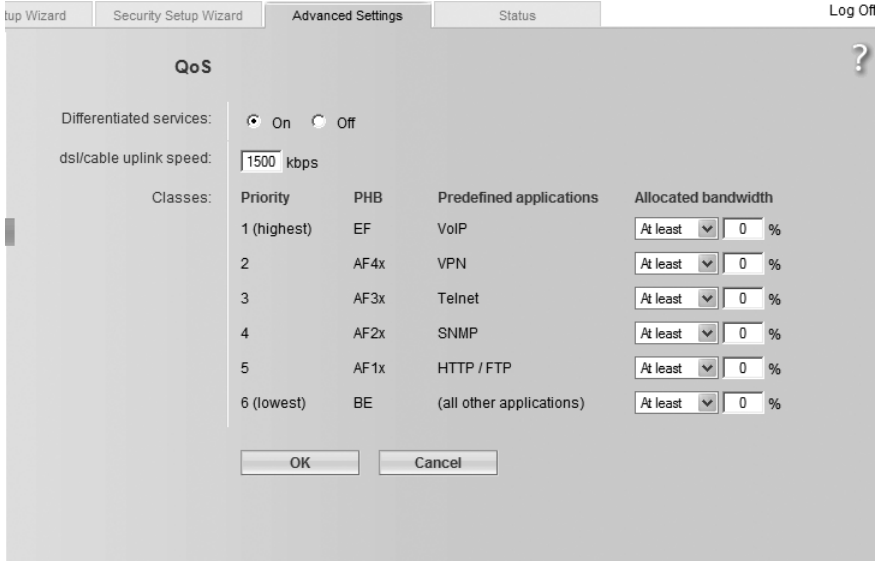 tup Wizard Security Setup Wizard Advanced Settings Status Log Off
?
QoS
Differentiated services: On Off
dsl/cable uplink speed: 1500 kbps
Classes: Priority PHB Predefined applications Allocated bandwidth
1 (highest) EF VoIP At least 0 %
2 AF4x VPN At least 0 %
3 AF3x Telnet At least 0 %
4 AF2x SNMP At least 0 %
5 AF1x HTTP / FTP At least 0 %
6 (lowest) BE (all other applications) At least 0 %
OK Cancel